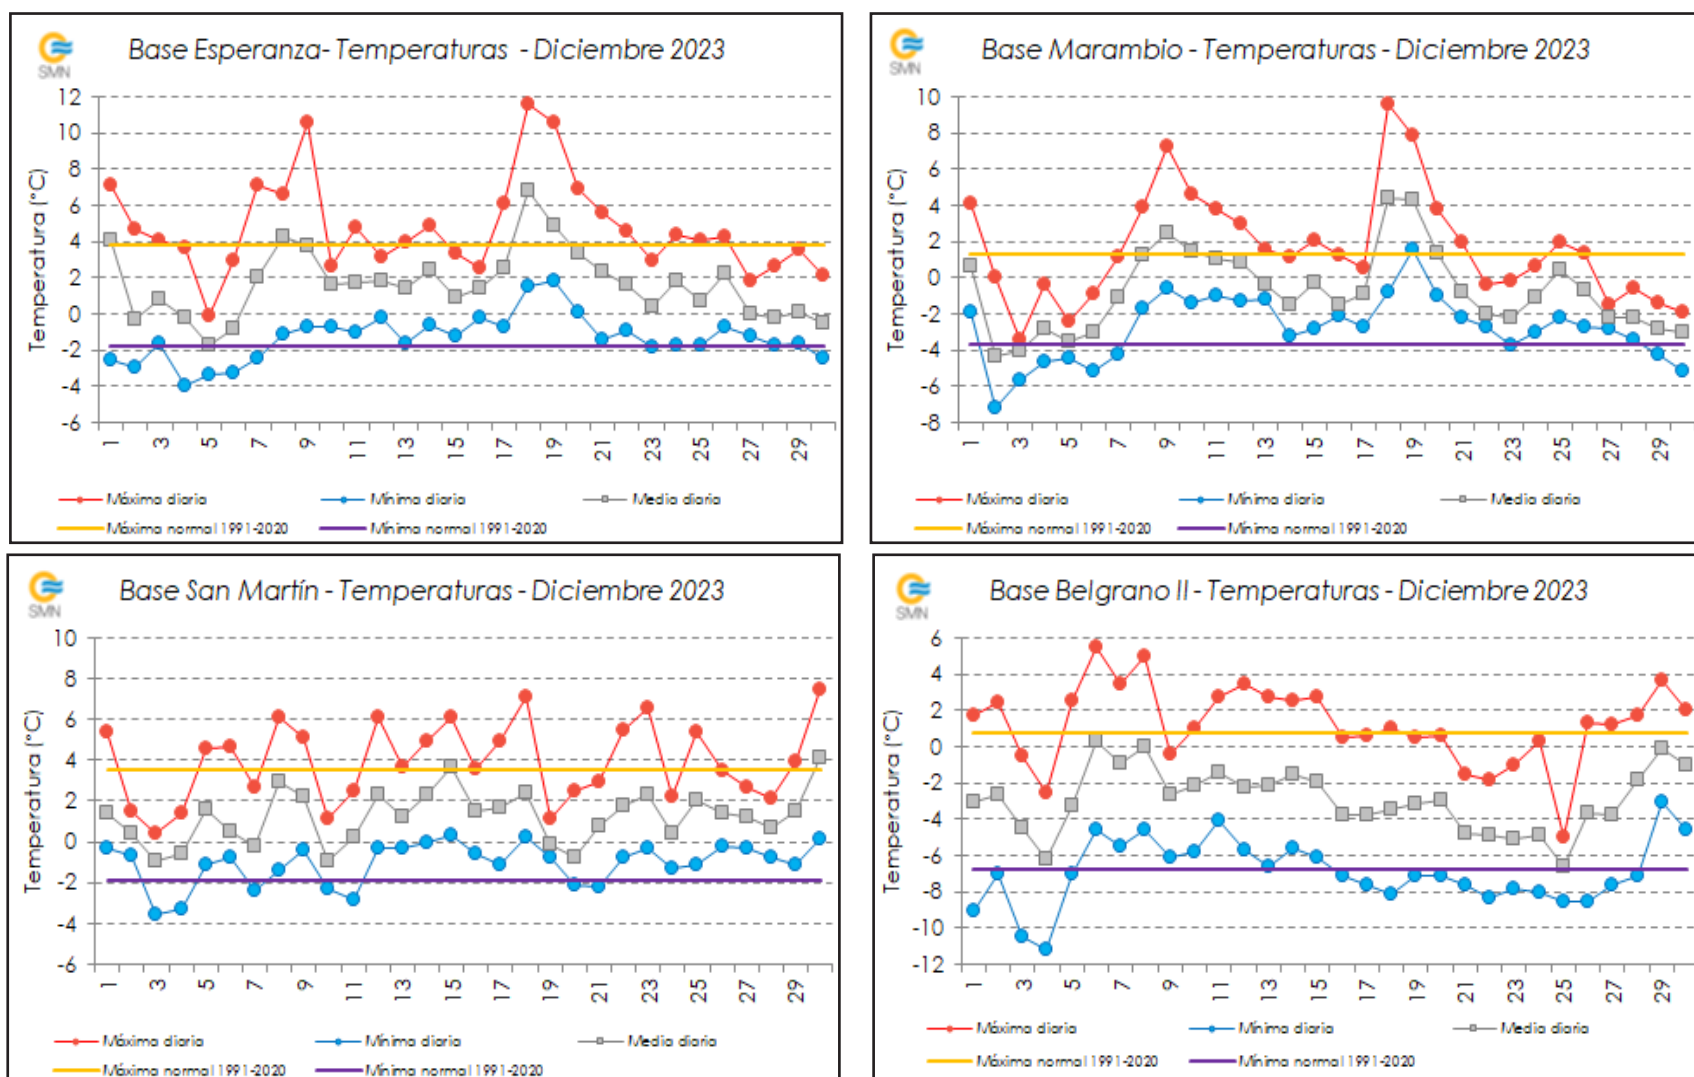 SMN
Base Esperanza- Temperaturas - Diciembre 2023
Temperatura (°C)
12
10
8
6
4
2
0
-2
-4
-6
1 3 5 7 9 11 13 15 17 19 21 23 25 27 29
Máxima diaria Mínima diaria Media diaria
Máxima normal 1991-2020 Mínima normal 1991-2020
SMN
Base Marambio - Temperaturas - Diciembre 2023
Temperatura (°C)
10
8
6
4
2
0
-2
-4
-6
-8
1 3 5 7 9 11 13 15 17 19 21 23 25 27 29
Máxima diaria Mínima diaria Media diaria
Máxima normal 1991-2020 Mínima normal 1991-2020
SMN
Base San Martín - Temperaturas - Diciembre 2023
Temperatura (°C)
10
8
6
4
2
0
-2
-4
-6
1 3 5 7 9 11 13 15 17 19 21 23 25 27 29
Máxima diaria Mínima diaria Media diaria
Máxima normal 1991-2020 Mínima normal 1991-2020
SMN
Base Belgrano II - Temperaturas - Diciembre 2023
Temperatura (°C)
6
4
2
0
-2
-4
-6
-8
-10
-12
1 3 5 7 9 11 13 15 17 19 21 23 25 27 29
Máxima diaria Mínima diaria Media diaria
Máxima normal 1991-2020 Mínima normal 1991-2020